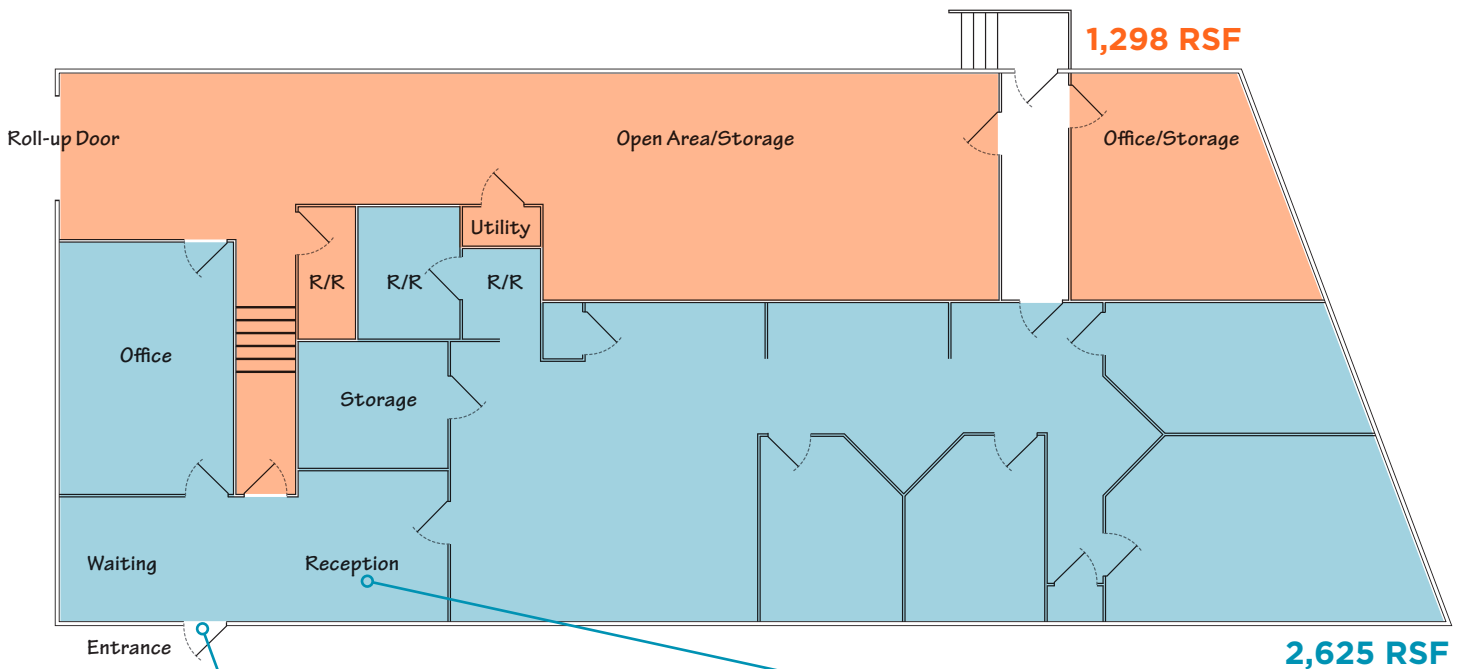 1,298 RSF
Roll-up Door
Open Area/Storage
Office/Storage
Utility
R/R
R/R
R/R
Office
Storage
Waiting
Reception
Entrance
2,625 RSF